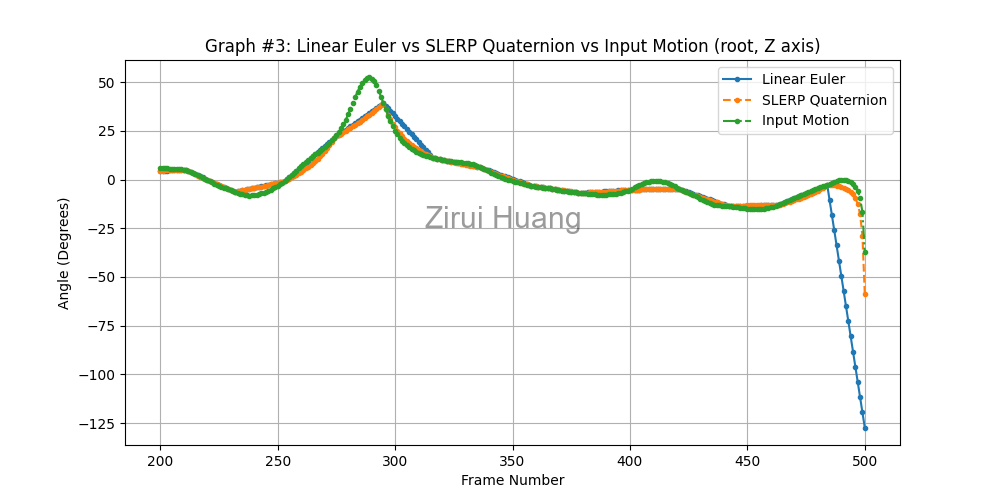 Graph #3: Linear Euler vs SLERP Quaternion vs Input Motion (root, Z axis)
Linear Euler
SLERP Quaternion
Input Motion
Angle (Degrees)
50
25
0
−25
−50
−75
−100
−125
Zirui Huang
200 250 300 350 400 450 500
Frame Number